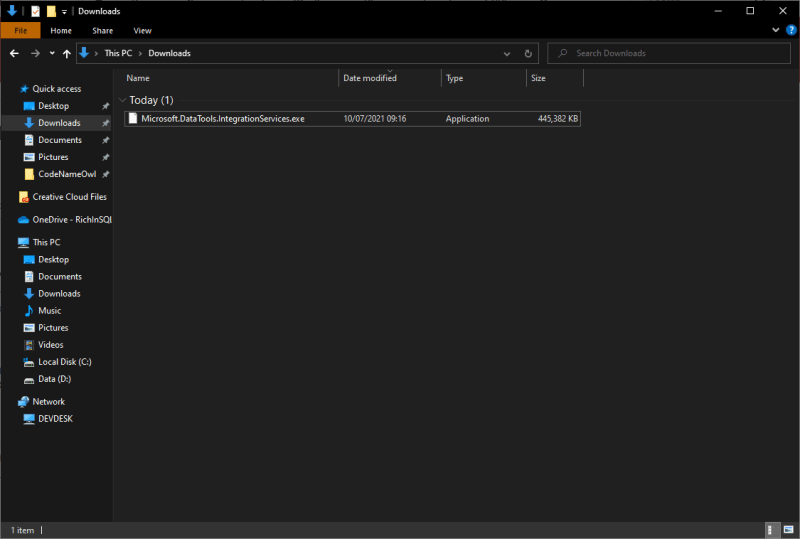 Downloads
File Home Share View
This PC Downloads
Search Downloads
Name Date modified Type Size
Quick access
Today (1)
Desktop
Microsoft.DataTools.IntegrationServices.exe 10/07/2021 09:16 Application 445,382 KB
Downloads
Documents
Pictures
CodeNameOwl
Creative Cloud Files
OneDrive - RichInSQL
This PC
Desktop
Documents
Downloads
Music
Pictures
Videos
Local Disk (C:)
Data (D:)
Network
DEVDESK
1 item